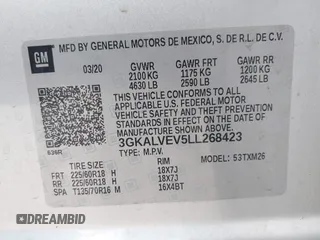 GM
MFD BY GENERAL MOTORS DE MEXICO, S. DE R.L. DE C.V.
03/20 GVWR GAWR FRT GAWR RR
2100 KG 1175 KG 1200 KG
4630 LB 2590 LB 2645 LB
THIS VEHICLE CONFORMS TO ALL APPLICABLE
U.S. FEDERAL MOTOR VEHICLE SAFETY, BUMPER,
AND THEFT PREVENTION STANDARDS
IN EFFECT ON THE DATE OF
MANUFACTURE SHOWN ABOVE.
3GKALVEV5LL268423
TYPE: M.P.V. MODEL: 53TXM26
TIRE SIZE RIM
FRT 225/60R18 H 18X7J
RR 225/60R18 H 18X7J
SP T135/70R16 M 16X4BT
© DREAMBID DREAMBID.COM